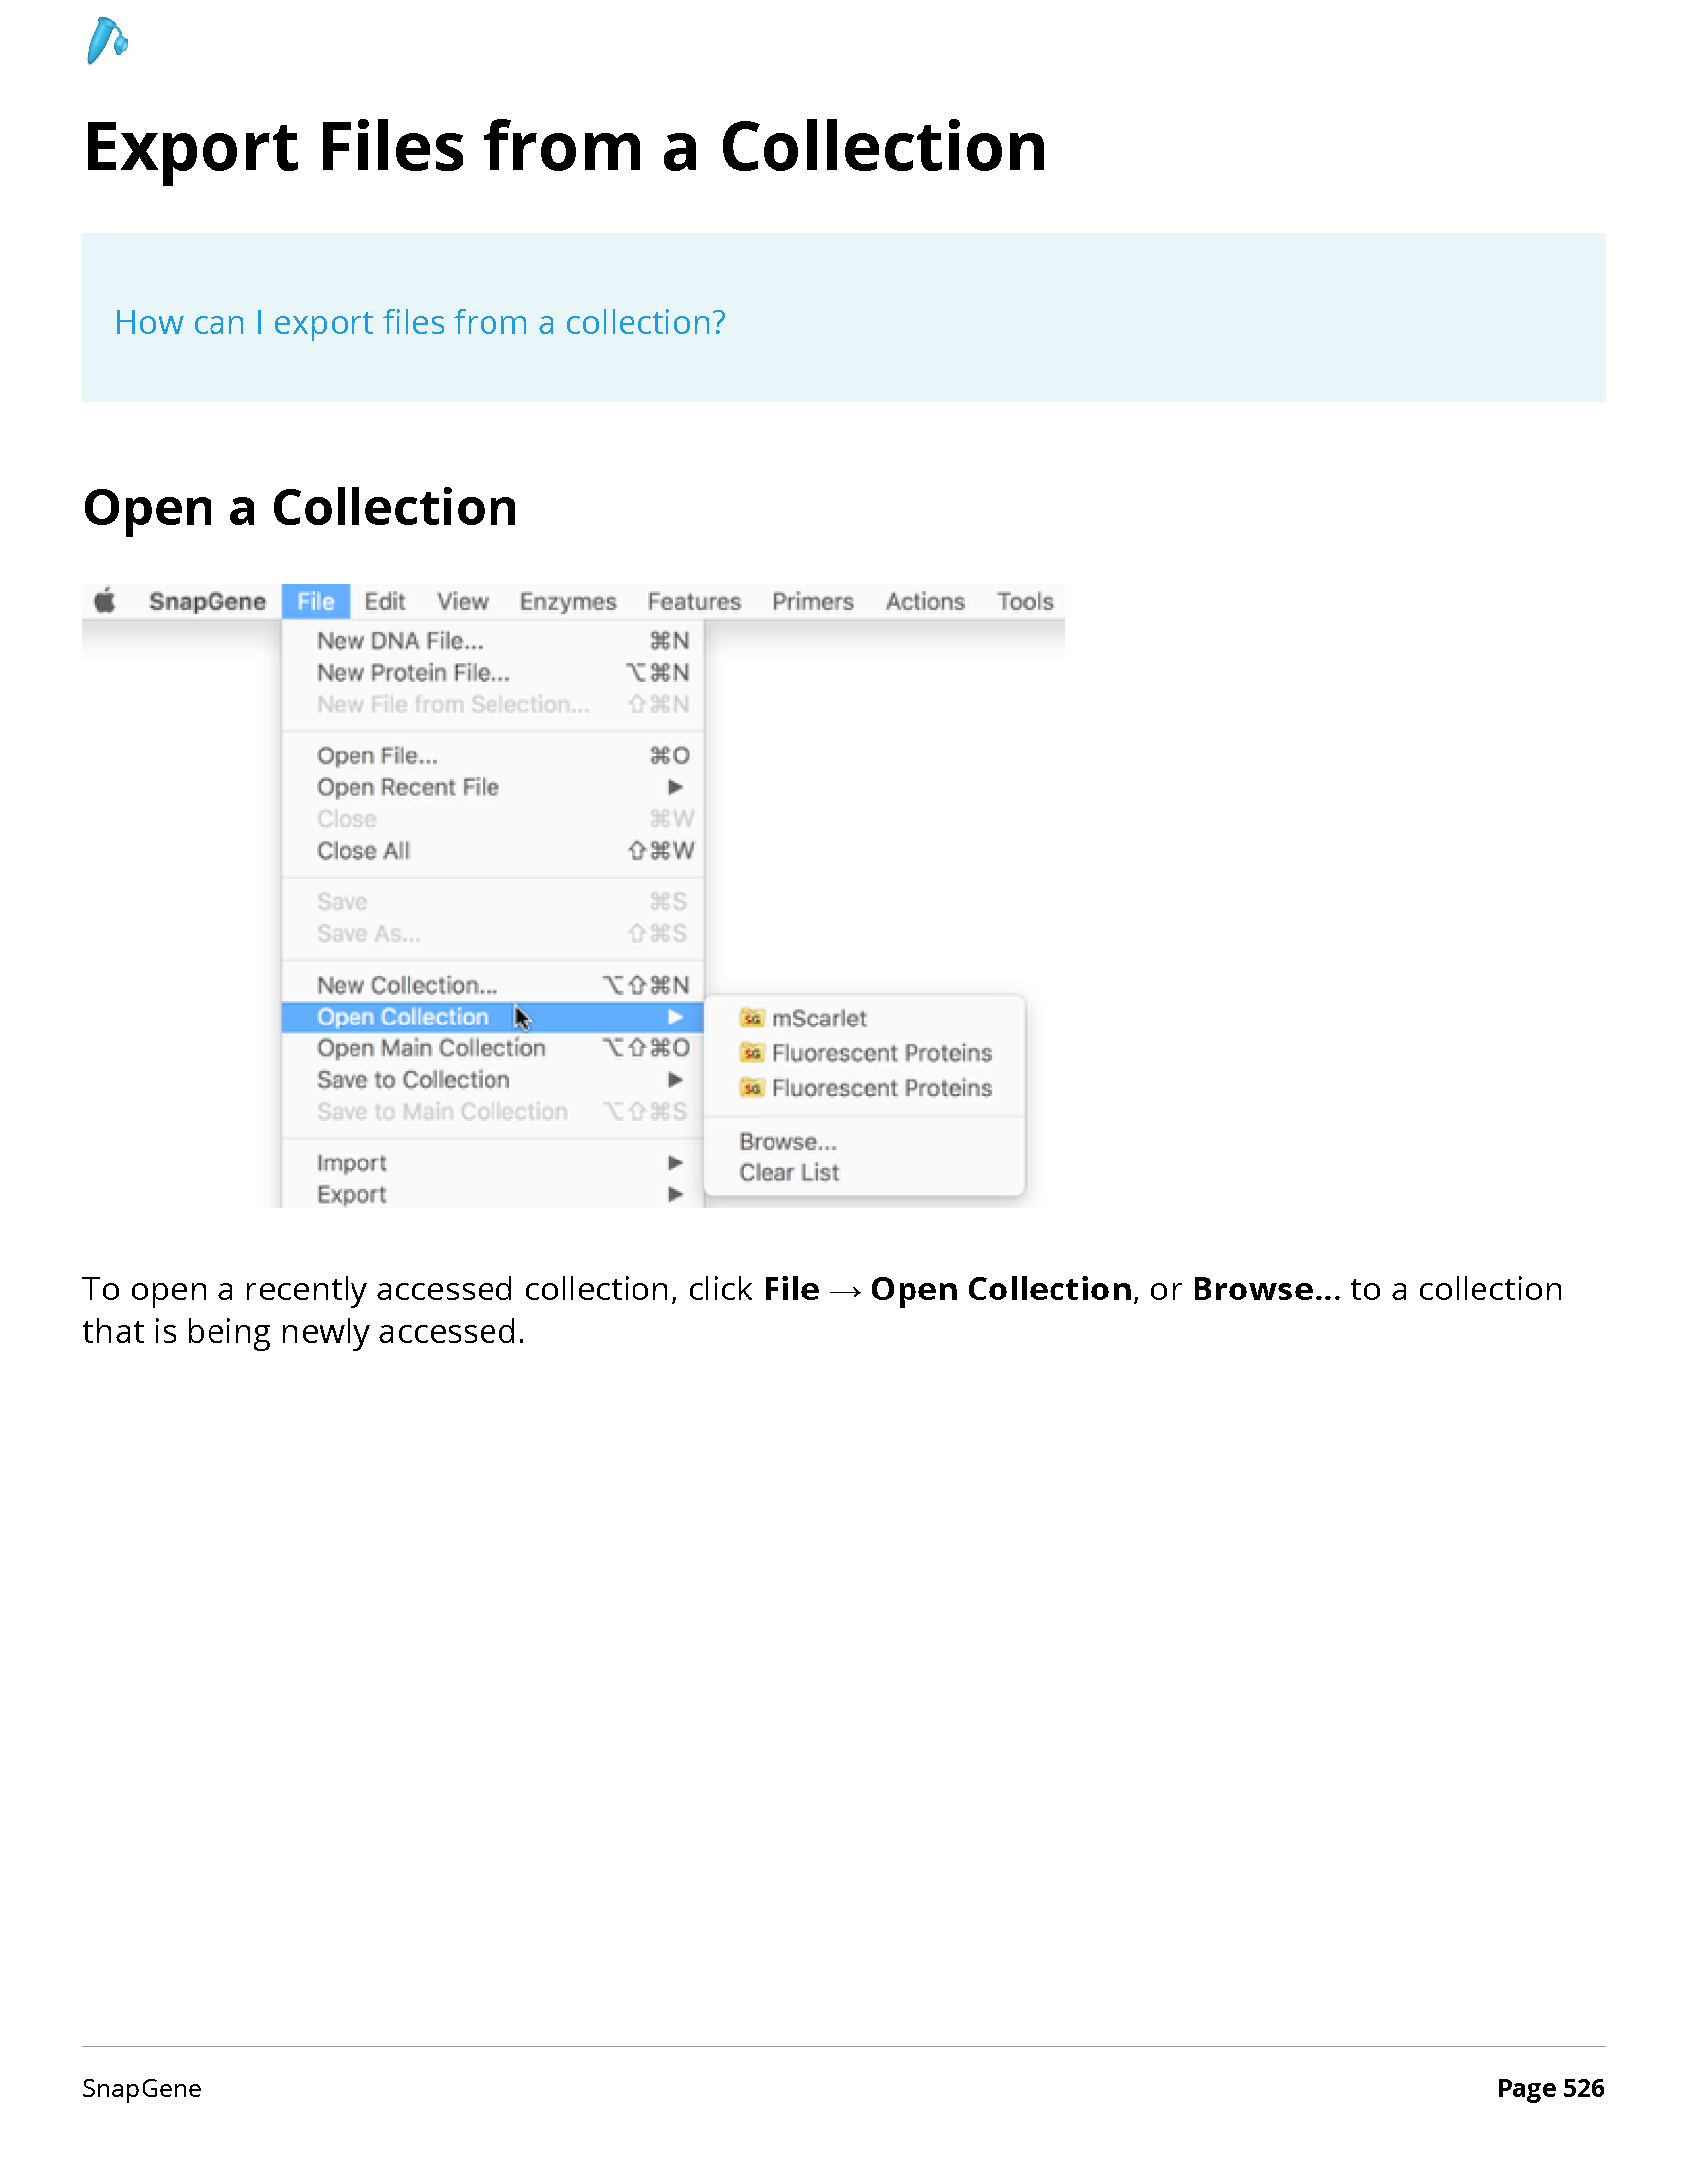 Export Files from a Collection
How can I export files from a collection?
Open a Collection
SnapGene File Edit View Enzymes Features Primers Actions Tools
New DNA File... ⌘N
New Protein File... ⌥⌘N
New File from Selection... ⇧⌘N
Open File... ⌘O
Open Recent File ▶
Close ⌘W
Close All ⇧⌘W
Save ⌘S
Save As... ⇧⌘S
New Collection... ⌥⇧⌘N
Open Collection ▶
Open Main Collection ⌥⇧⌘O
Save to Collection ▶
Save to Main Collection ⌥⇧⌘S
Import ▶
Export ▶
SG mScarlet
SG Fluorescent Proteins
SG Fluorescent Proteins
Browse...
Clear List
To open a recently accessed collection, click File → Open Collection, or Browse... to a collection
that is being newly accessed.
SnapGene Page 526